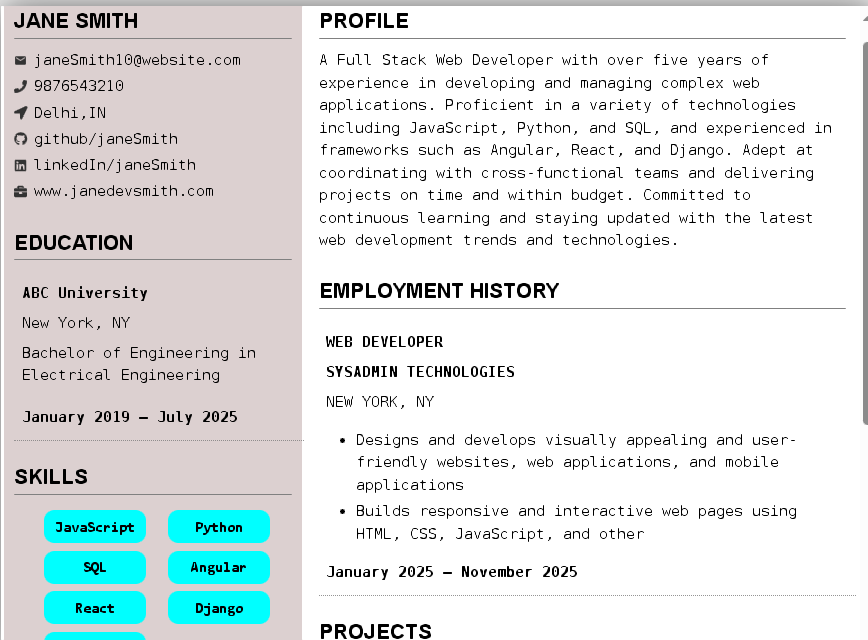 JANE SMITH
janeSmith10@website.com
9876543210
Delhi,IN
github/janeSmith
linkedIn/janeSmith
www.janedevsmith.com
EDUCATION
ABC University
New York, NY
Bachelor of Engineering in
Electrical Engineering
January 2019 – July 2025
SKILLS
JavaScript
Python
SQL
Angular
React
Django
PROFILE
A Full Stack Web Developer with over five years of
experience in developing and managing complex web
applications. Proficient in a variety of technologies
including JavaScript, Python, and SQL, and experienced in
frameworks such as Angular, React, and Django. Adept at
coordinating with cross-functional teams and delivering
projects on time and within budget. Committed to
continuous learning and staying updated with the latest
web development trends and technologies.
EMPLOYMENT HISTORY
WEB DEVELOPER
SYSADMIN TECHNOLOGIES
NEW YORK, NY
• Designs and develops visually appealing and user-
friendly websites, web applications, and mobile
applications
• Builds responsive and interactive web pages using
HTML, CSS, JavaScript, and other
January 2025 – November 2025
PROJECTS